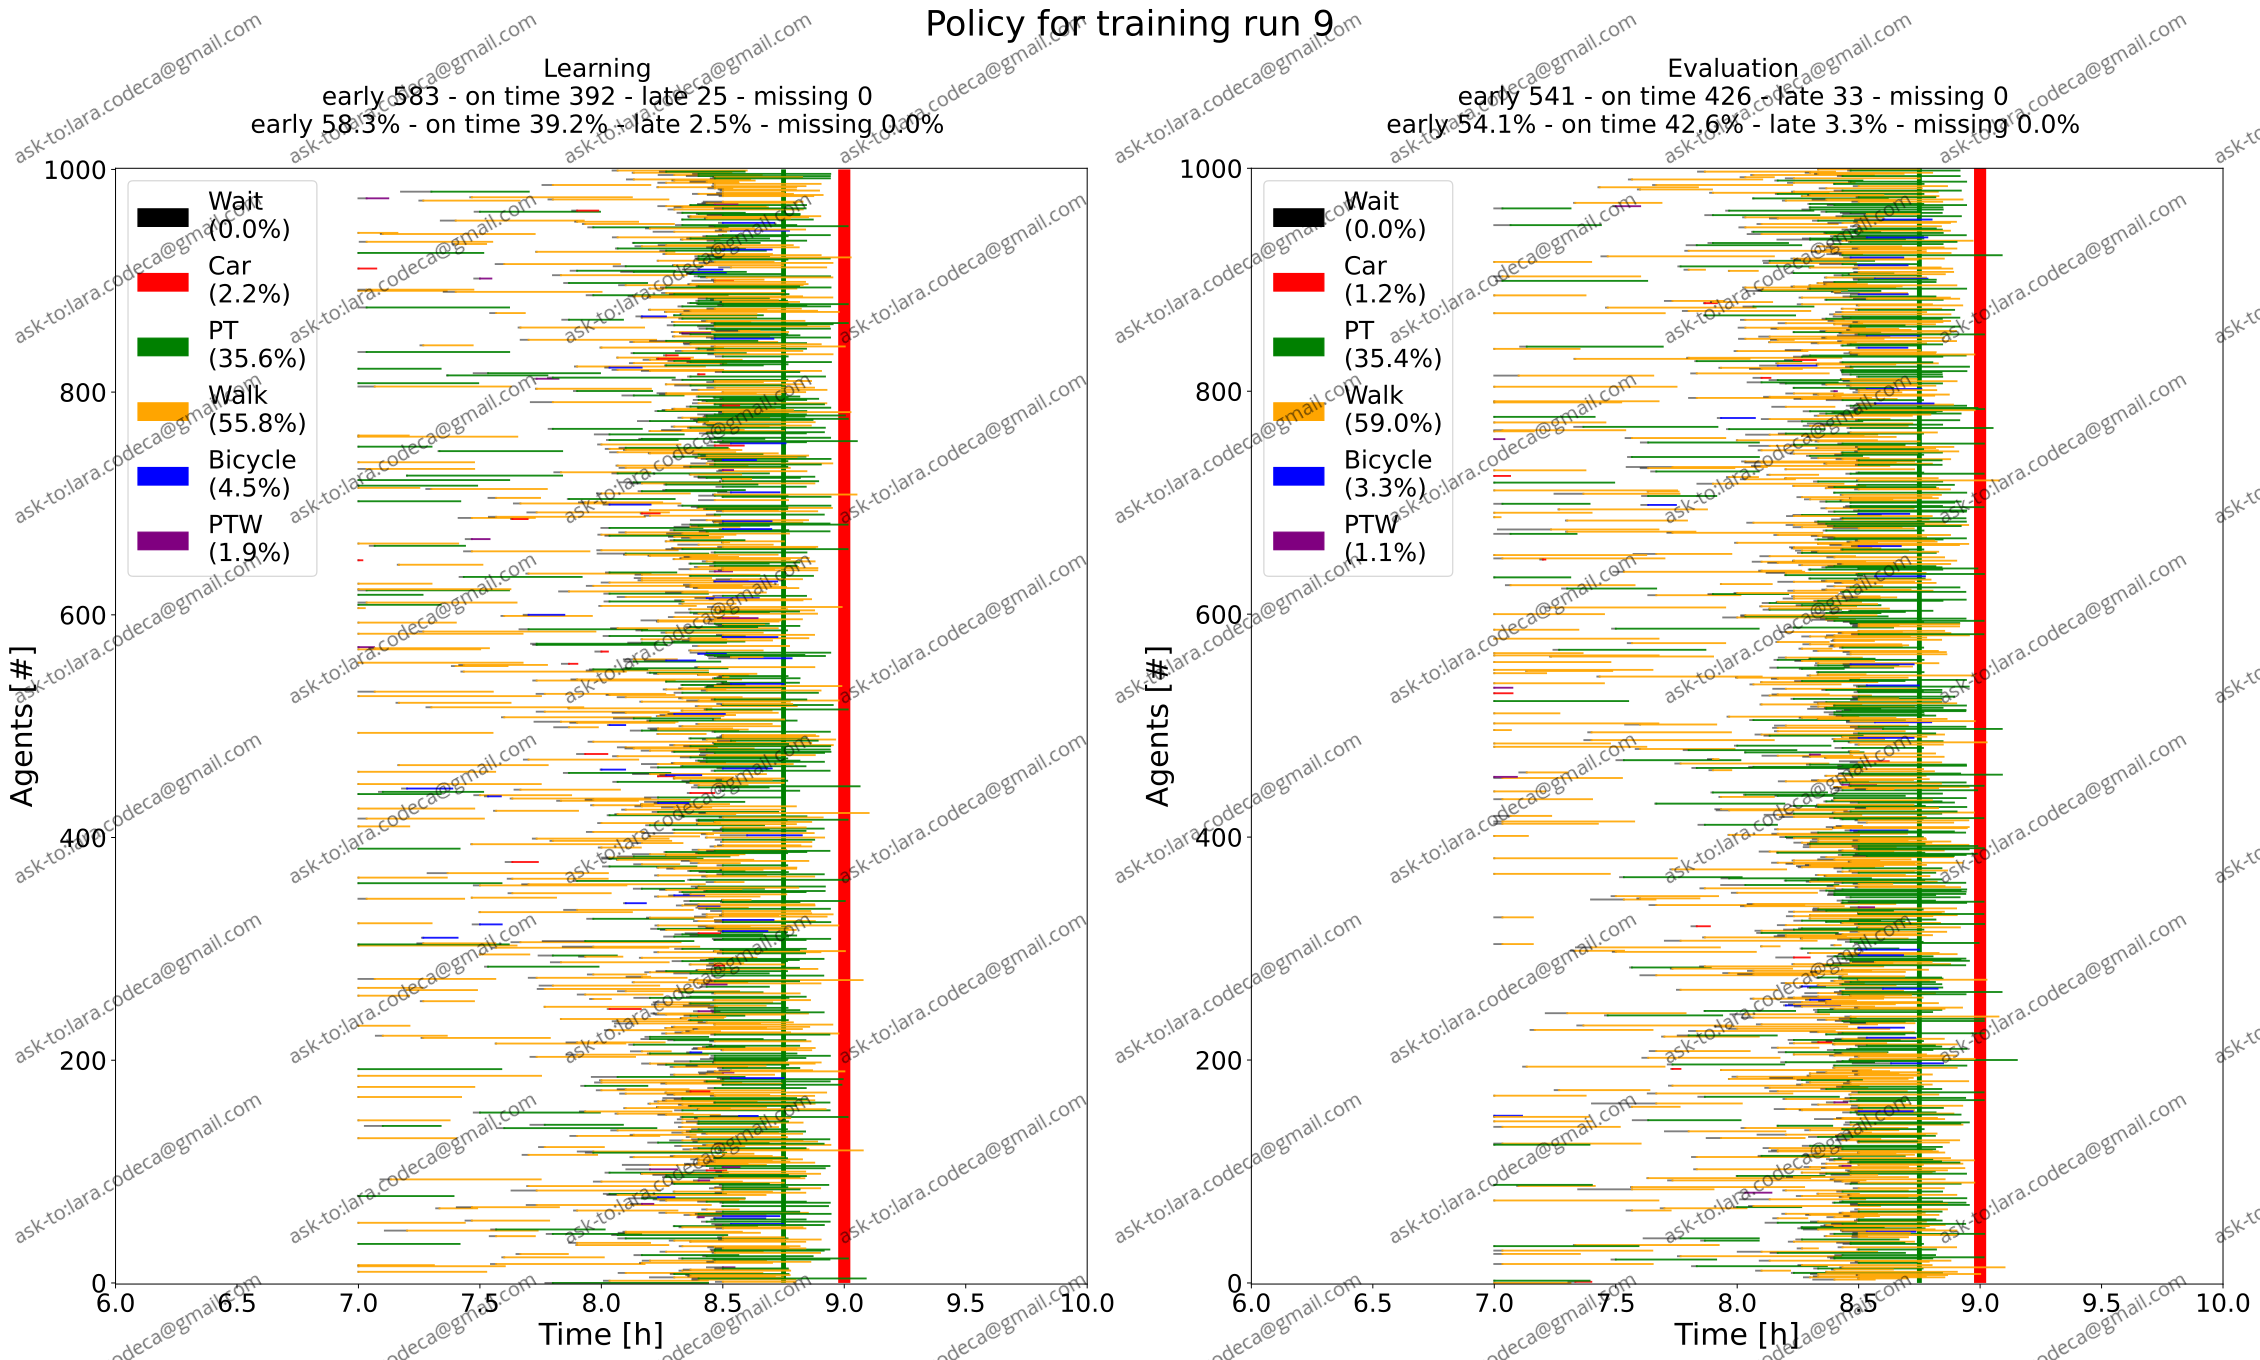 Policy for training run 9
Learning
early 583 - on time 392 - late 25 - missing 0
early 58.3% - on time 39.2% - late 2.5% - missing 0.0%
1000
800
600
400
200
0
Agents [#]
Wait
(0.0%)
Car
(2.2%)
PT
(35.6%)
Walk
(55.8%)
Bicycle
(4.5%)
PTW
(1.9%)
6.0 6.5 7.0 7.5 8.0 8.5 9.0 9.5 10.0
Time [h]
Evaluation
early 541 - on time 426 - late 33 - missing 0
early 54.1% - on time 42.6% - late 3.3% - missing 0.0%
1000
800
600
400
200
0
Agents [#]
Wait
(0.0%)
Car
(1.2%)
PT
(35.4%)
Walk
(59.0%)
Bicycle
(3.3%)
PTW
(1.1%)
6.0 6.5 7.0 7.5 8.0 8.5 9.0 9.5 10.0
Time [h]
ask-to:lara.codeca@gmail.com